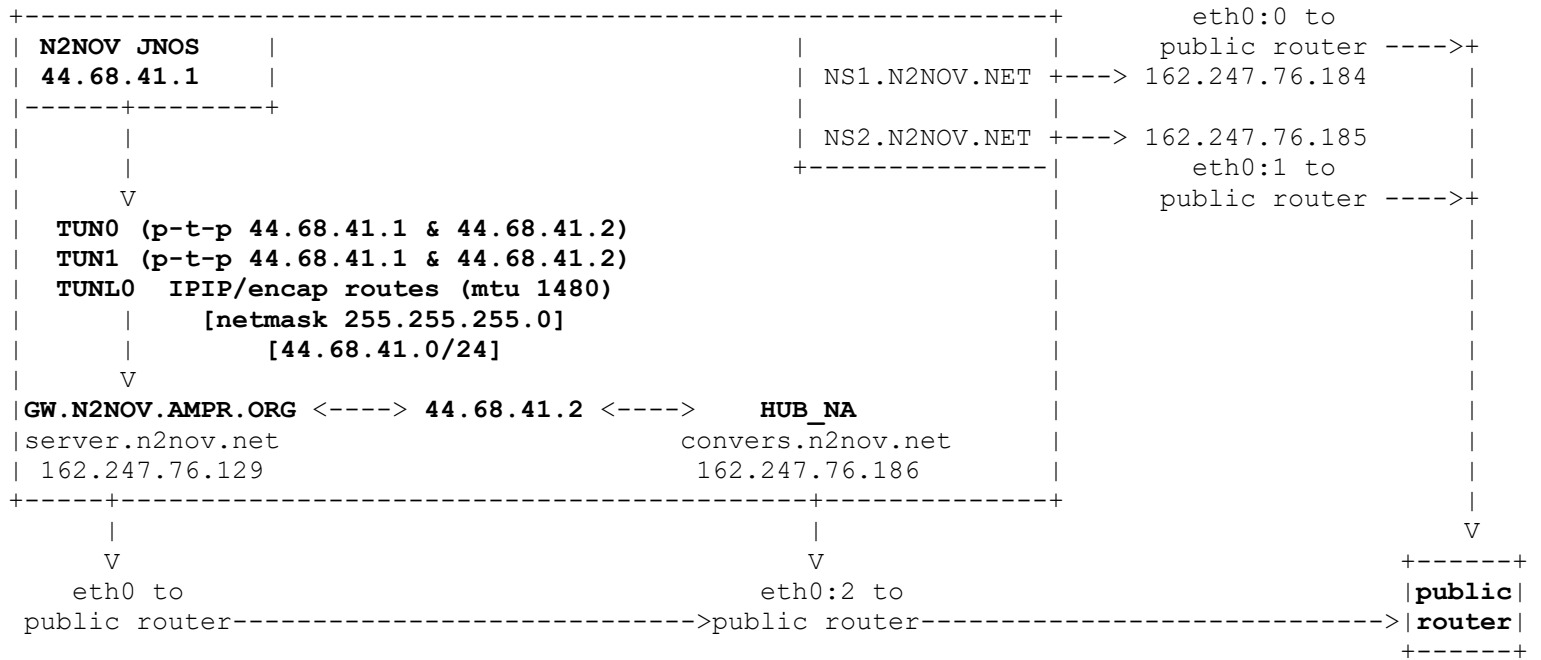 eth0:0 to
N2NOV JNOS public router ---->+
44.68.41.1 NS1.N2NOV.NET +---> 162.247.76.184
NS2.N2NOV.NET +---> 162.247.76.185
eth0:1 to
V public router ---->+
TUN0 (p-t-p 44.68.41.1 & 44.68.41.2)
TUN1 (p-t-p 44.68.41.1 & 44.68.41.2)
TUNL0 IPIP/encap routes (mtu 1480)
[netmask 255.255.255.0]
[44.68.41.0/24]
V
GW.N2NOV.AMPR.ORG <----> 44.68.41.2 <----> HUB_NA
server.n2nov.net convers.n2nov.net
162.247.76.129 162.247.76.186
V
V V
eth0 to eth0:2 to public
public router----------------------------->public router----------------------------->router